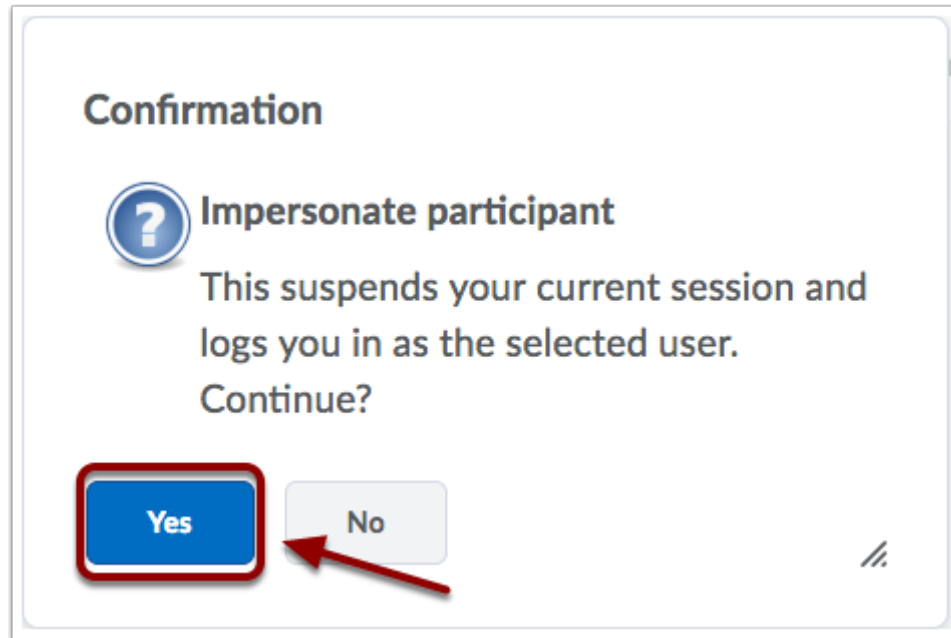 Confirmation
?
Impersonate participant
This suspends your current session and
logs you in as the selected user.
Continue?
Yes
No